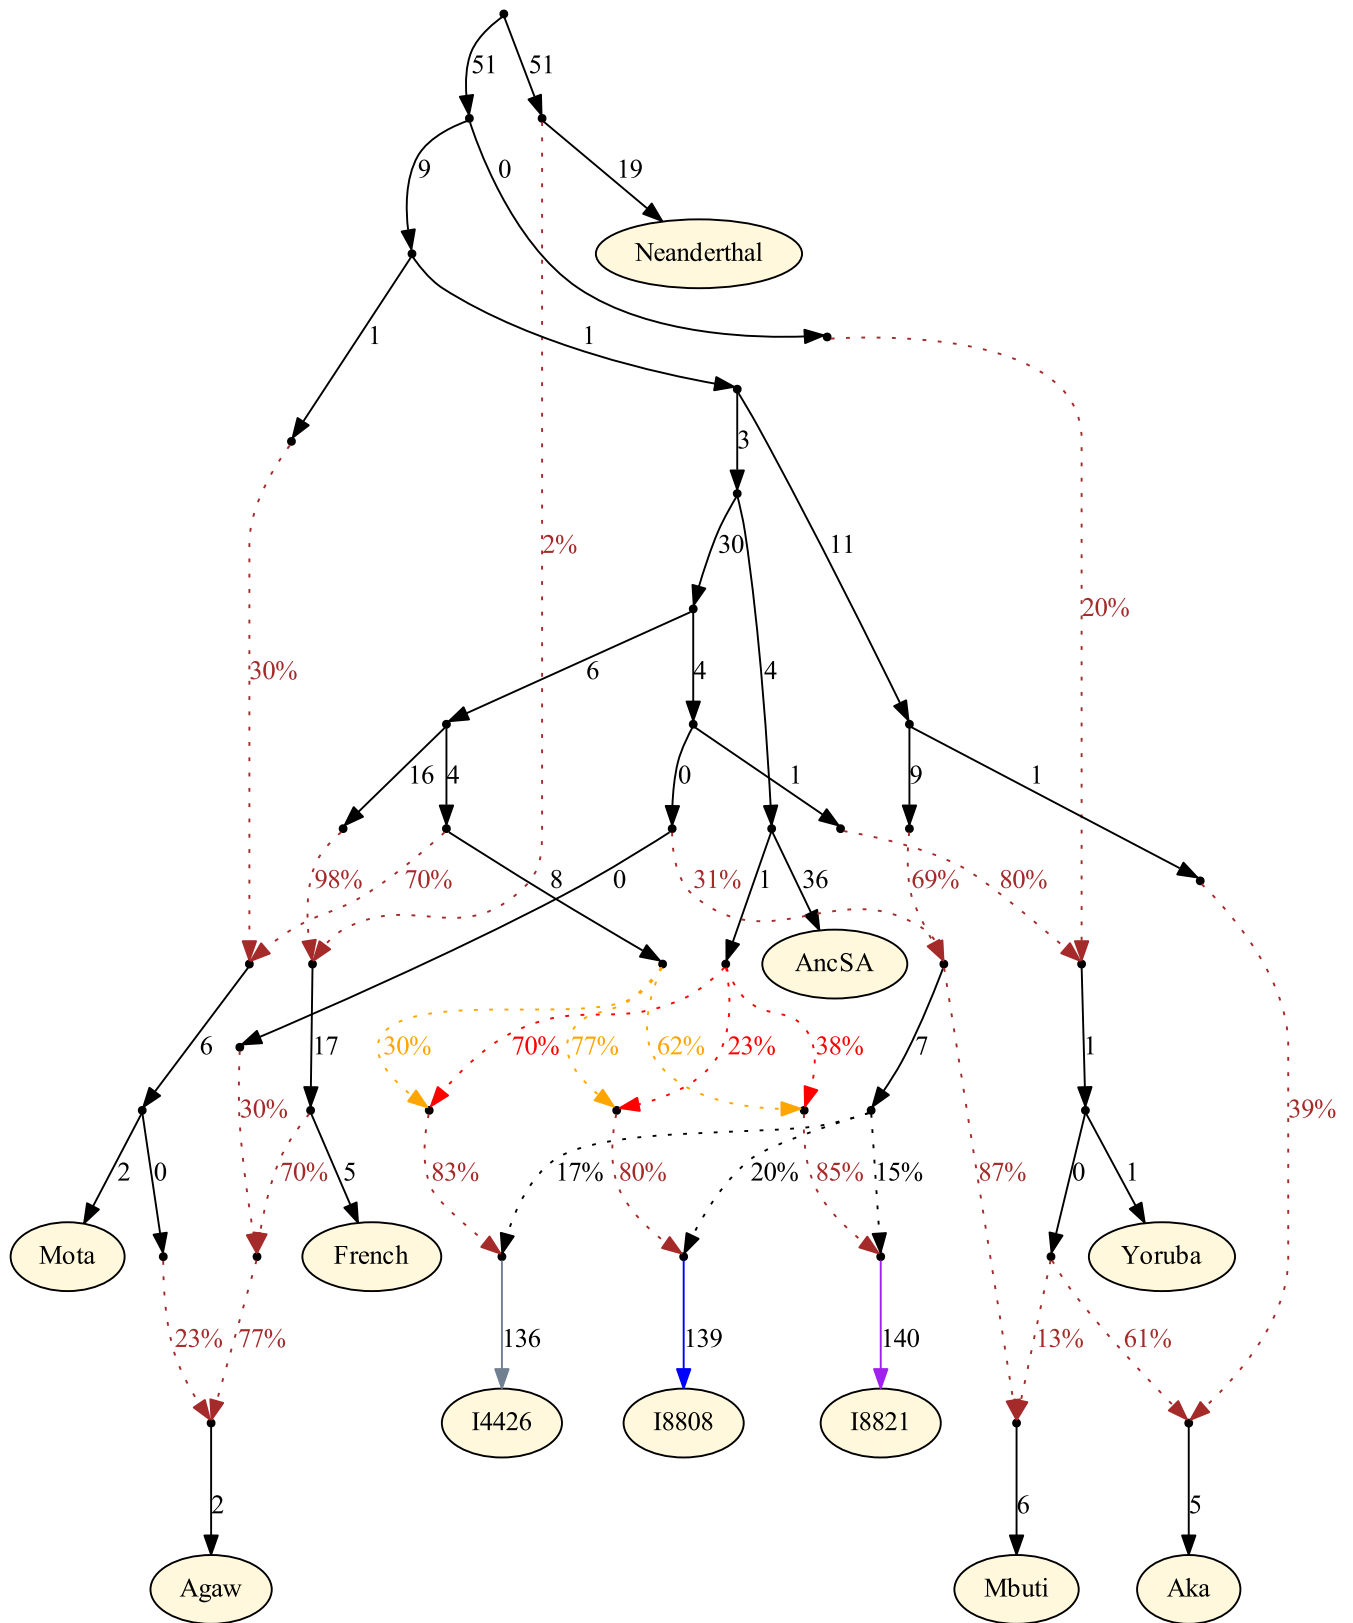 51 51
9 0 19
Neanderthal
1 1
3
30 2% 11
20%
30% 6 4 4
16 4 0 1 9 1
98% 70% 8 0 31% 1 36 69% 80%
AncSA
6 17 30% 70% 77% 62% 23% 38% 7 1
30% 39%
2 0 70% 5 83% 17% 80% 20% 85% 15% 87% 0 1
Mota French Yoruba
23% 77% 136 139 140 13% 61%
I4426 I8808 I8821
2 6 5
Agaw Mbuti Aka